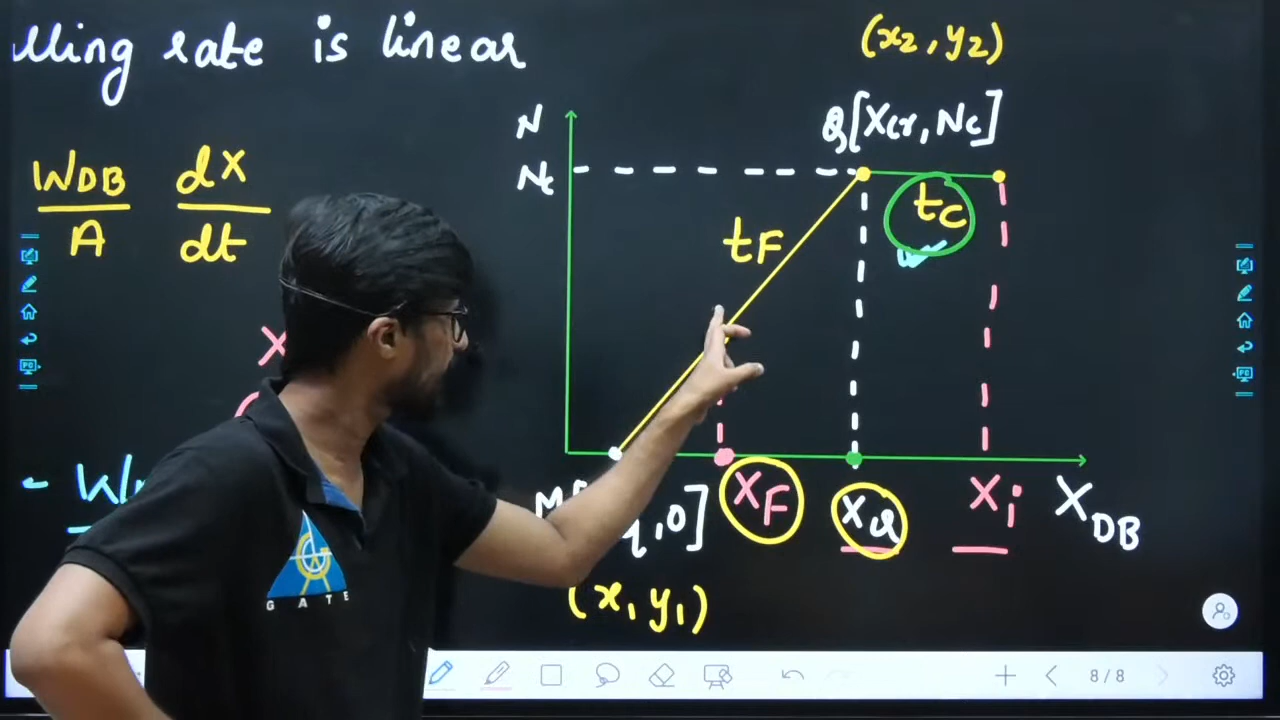 lling rate is linear
(x2, y2)
N
Q[Xcr, Nc]
WDB
A
dX
dt
Nc
tF
tc
X
W
M[
q, 0]
XF
Xcr
Xi
XDB
(x1, y1)
GATE
8/8